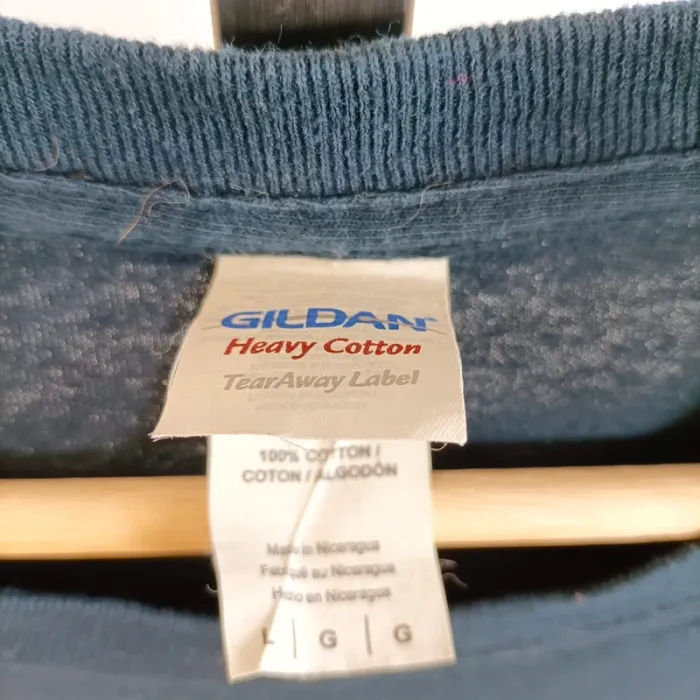 GILDAN®
Heavy Cotton
TearAway Label
100% COTTON /
COTON / ALGODÓN
Made in Nicaragua
Fabriqué au Nicaragua
Hecho en Nicaragua
L | G | G